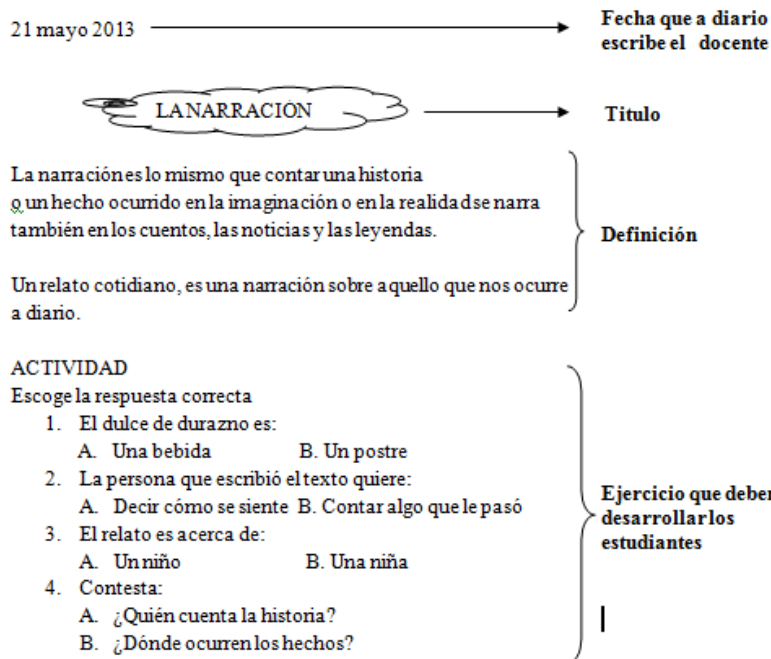 21 mayo 2013
Fecha que a diario
escribe el docente
LA NARRACIÓN
Titulo
La narración es lo mismo que contar una historia
o un hecho ocurrido en la imaginación o en la realidad se narra
también en los cuentos, las noticias y las leyendas.
Definición
Un relato cotidiano, es una narración sobre aquello que nos ocurre
a diario.
ACTIVIDAD
Escoge la respuesta correcta
1. El dulce de durazno es:
A. Una bebida B. Un postre
2. La persona que escribió el texto quiere:
A. Decir cómo se siente B. Contar algo que le pasó
3. El relato es acerca de:
A. Un niño B. Una niña
4. Contesta:
A. ¿Quién cuenta la historia?
B. ¿Dónde ocurren los hechos?
Ejercicio que deben
desarrollar los
estudiantes